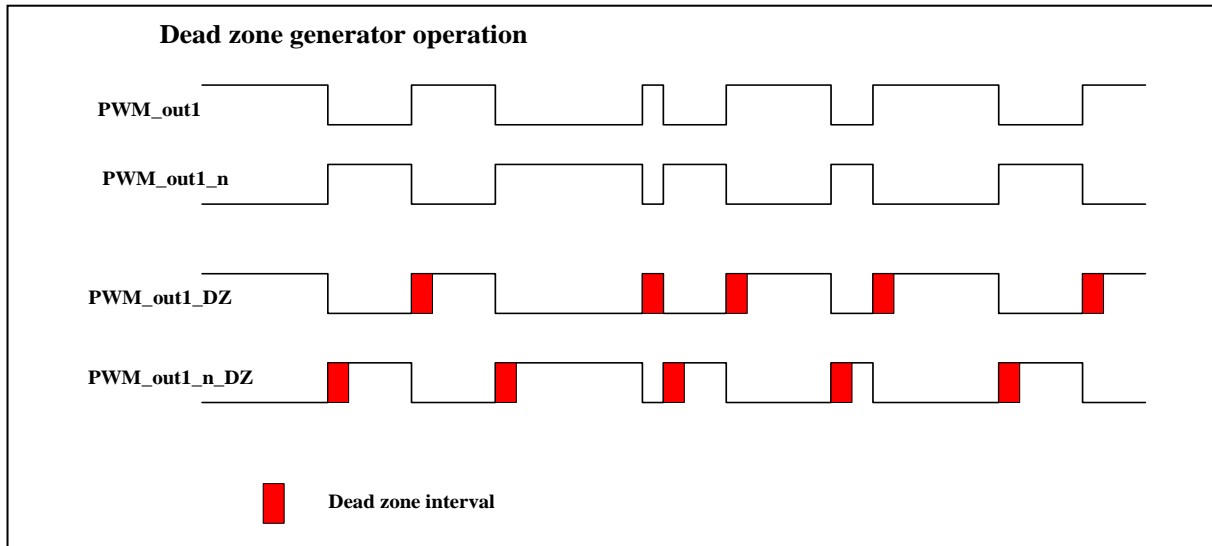 Dead zone generator operation
PWM_out1
PWM_out1_n
PWM_out1_DZ
PWM_out1_n_DZ
Dead zone interval